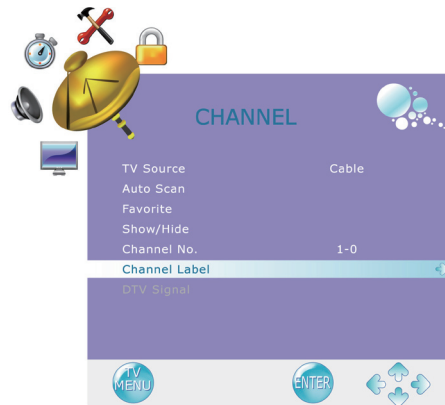 CHANNEL
TV Source Cable
Auto Scan
Favorite
Show/Hide
Channel No. 1-0
Channel Label
DTV Signal
TV MENU ENTER